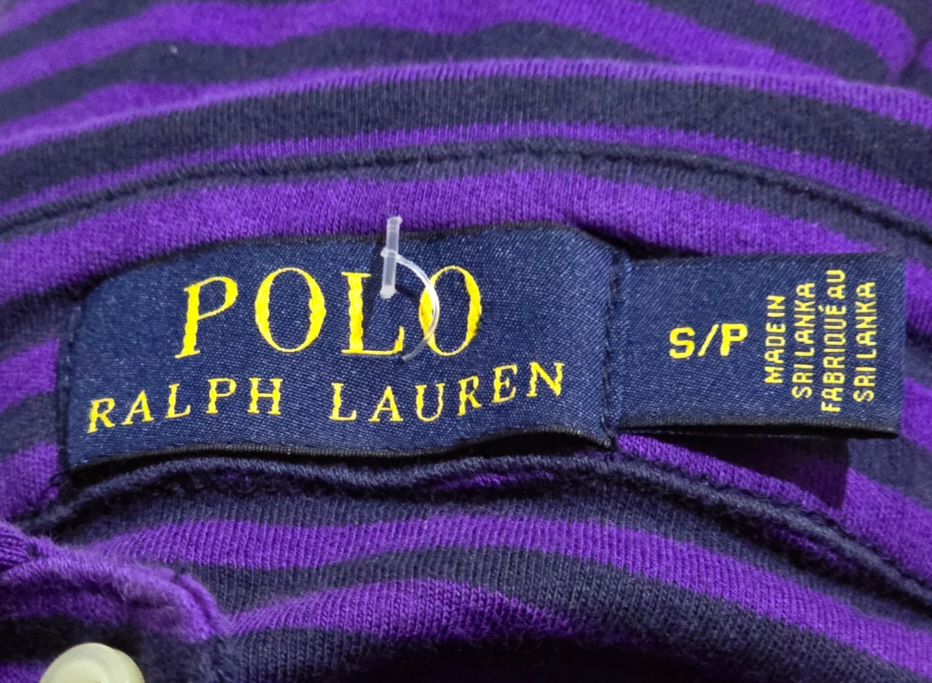 POLO
RALPH LAUREN
S/P
MADE IN
SRI LANKA
FABRIQUÉ AU
SRI LANKA